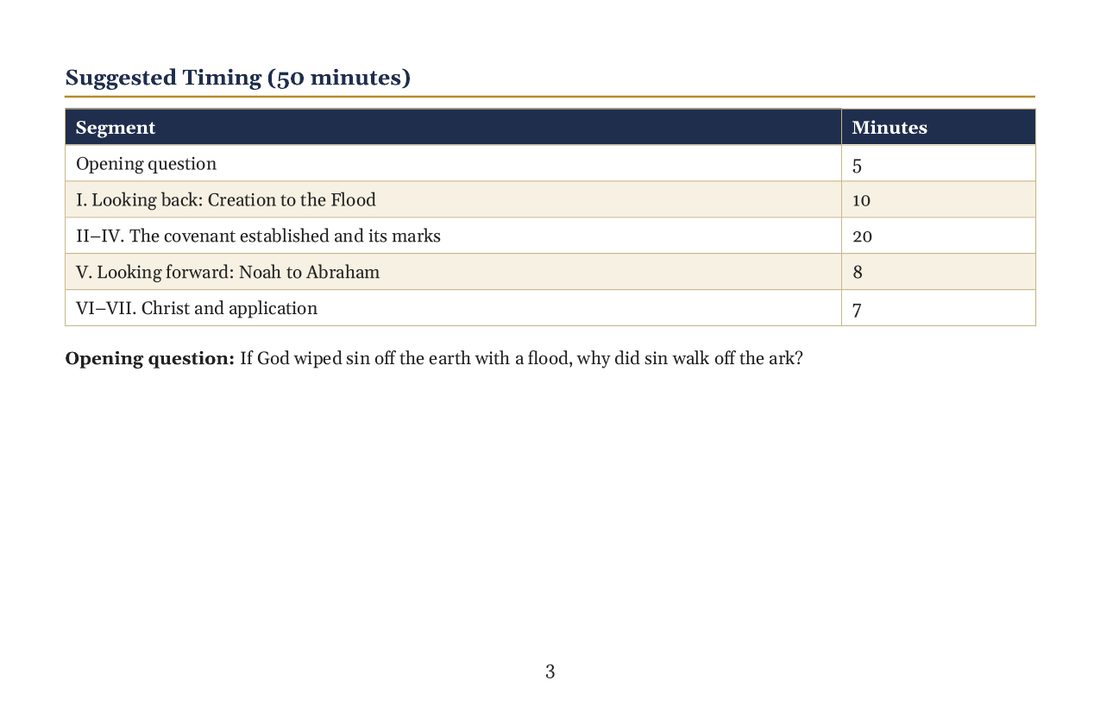 Suggested Timing (50 minutes)
Segment Minutes
Opening question 5
I. Looking back: Creation to the Flood 10
II–IV. The covenant established and its marks 20
V. Looking forward: Noah to Abraham 8
VI–VII. Christ and application 7
Opening question: If God wiped sin off the earth with a flood, why did sin walk off the ark?
3